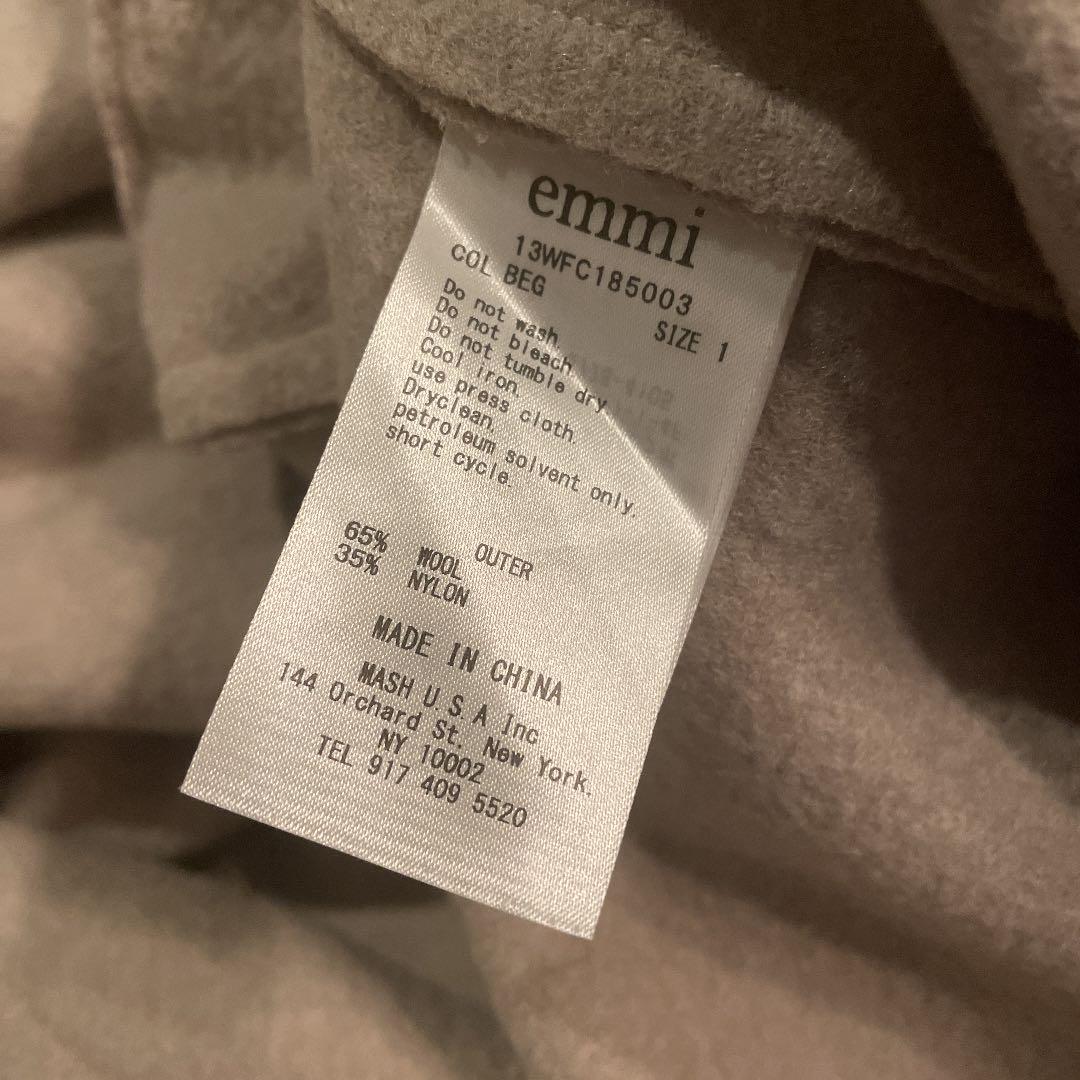 emmi
13WFC185003
COL BEG
SIZE 1
Do not wash.
Do not bleach.
Do not tumble dry.
Cool iron.
use press cloth.
Dryclean.
petroleum solvent only.
short cycle.
OUTER
65% WOOL
35% NYLON
MADE IN CHINA
MASH U.S.A Inc
144 Orchard St. New York.
NY 10002
TEL 917 409 5520